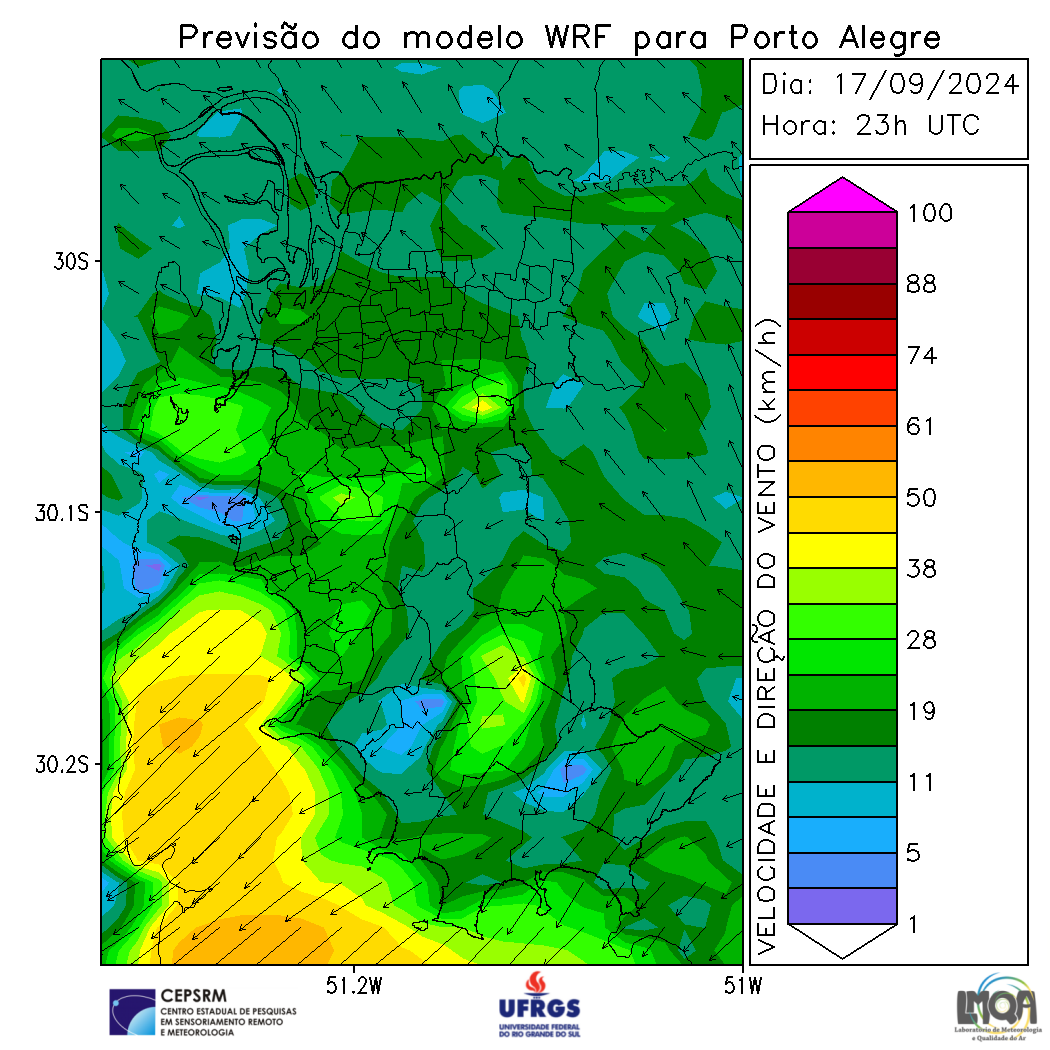 Previsão do modelo WRF para Porto Alegre
Dia: 17/09/2024
Hora: 23h UTC
30S
30.1S
30.2S
51.2W
51W
VELOCIDADE E DIREÇÃO DO VENTO (km/h)
100
88
74
61
50
38
28
19
11
5
1
CEPSRM
CENTRO ESTADUAL DE PESQUISAS
EM SENSORIAMENTO REMOTO
E METEOROLOGIA
UFRGS
UNIVERSIDADE FEDERAL
DO RIO GRANDE DO SUL
LMQA
Laboratório de Meteorologia
e Qualidade do Ar